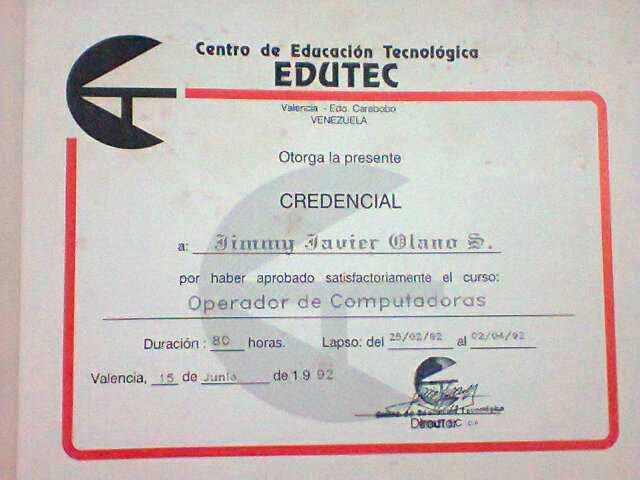 Centro de Educación Tecnológica
EDUTEC
Valencia - Edo. Carabobo
VENEZUELA
Otorga la presente
CREDENCIAL
a: Jimmy Javier Olano S.
por haber aprobado satisfactoriamente el curso:
Operador de Computadoras
Duración : 80 horas. Lapso: del 25/02/92 al 02/04/92
Valencia, 15 de Junio de 1.9 92
Director